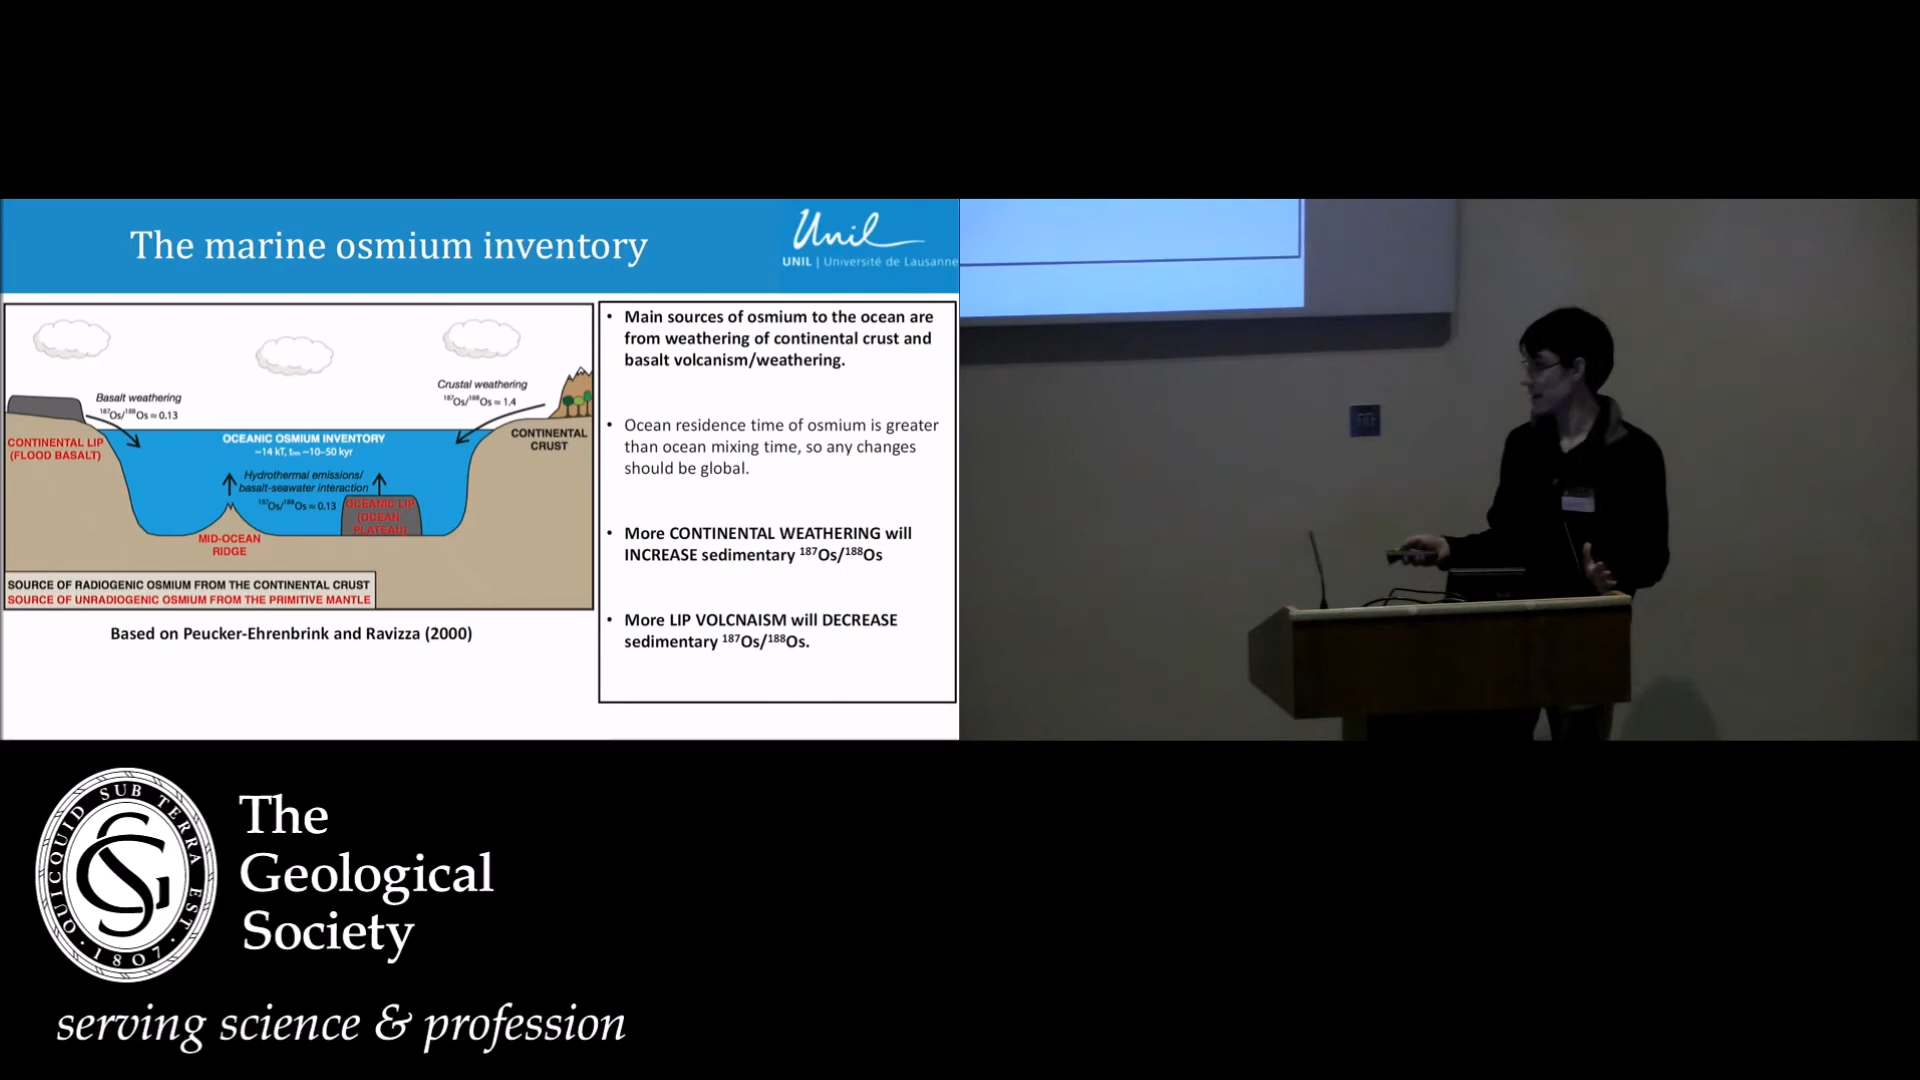 The marine osmium inventory
Unil
UNIL | Université de Lausanne
Basalt weathering
¹⁸⁷Os/¹⁸⁸Os ≈ 0.13
Crustal weathering
¹⁸⁷Os/¹⁸⁸Os ≈ 1.4
CONTINENTAL LIP
(FLOOD BASALT)
OCEANIC OSMIUM INVENTORY
CONTINENTAL
CRUST
Hydrothermal emissions/
basalt-seawater interaction
¹⁸⁷Os/¹⁸⁸Os ≈ 0.13
OCEANIC LIP
(OCEAN
PLATEAU)
MID-OCEAN
RIDGE
SOURCE OF RADIOGENIC OSMIUM FROM THE CONTINENTAL CRUST
SOURCE OF UNRADIOGENIC OSMIUM FROM THE PRIMITIVE MANTLE
Based on Peucker-Ehrenbrink and Ravizza (2000)
• Main sources of osmium to the ocean are
from weathering of continental crust and
basalt volcanism/weathering.
• Ocean residence time of osmium is greater
than ocean mixing time, so any changes
should be global.
• More CONTINENTAL WEATHERING will
INCREASE sedimentary ¹⁸⁷Os/¹⁸⁸Os
• More LIP VOLCNAISM will DECREASE
sedimentary ¹⁸⁷Os/¹⁸⁸Os.
QUICQUID SUB TERRA EST
· 1807 ·
The
Geological
Society
serving science & profession